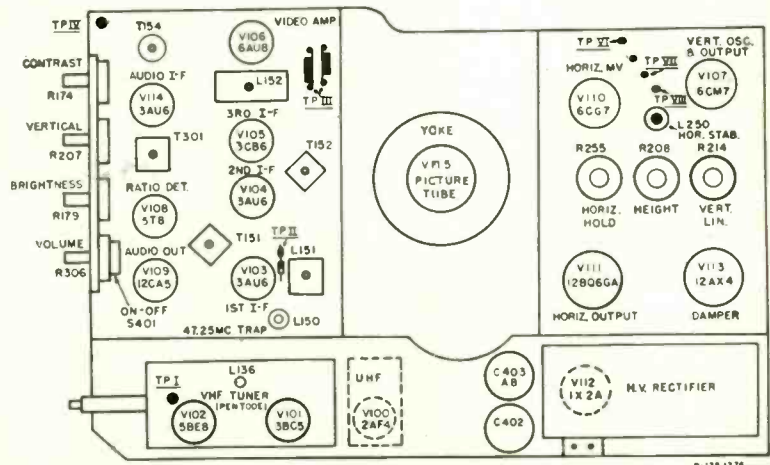 TP IV
T154
VIDEO AMP
V106
6AU8
CONTRAST
R174
AUDIO I-F
V114
3AU6
L152
TP III
3RD I-F
V105
3CB6
VERTICAL
R207
T301
T152
2ND I-F
V104
3AU6
BRIGHTNESS
R179
RATIO DET.
V108
5T8
T151
TP II
L151
VOLUME
R306
AUDIO OUT
V109
12CA5
V103
3AU6
1ST I-F
L150
ON-OFF
S401
47.25MC TRAP
YOKE
PICTURE
TUBE
TP VI
HORIZ. MV
TP VII
VERT. OSC.
& OUTPUT
V107
6CM7
V110
6CG7
TP VIII
L250
HOR. STAB.
R255
R208
R214
HORIZ.
HOLD
HEIGHT
VERT.
LIN.
V111
12BQ6GA
V113
12AX4
HORIZ. OUTPUT
DAMPER
TP I
L136
VHF TUNER
(PENTODE)
V102
5BE8
V101
3BC5
UHF
V100
2AF4
C403
AB
C402
V112
1X2A
H.V. RECTIFIER